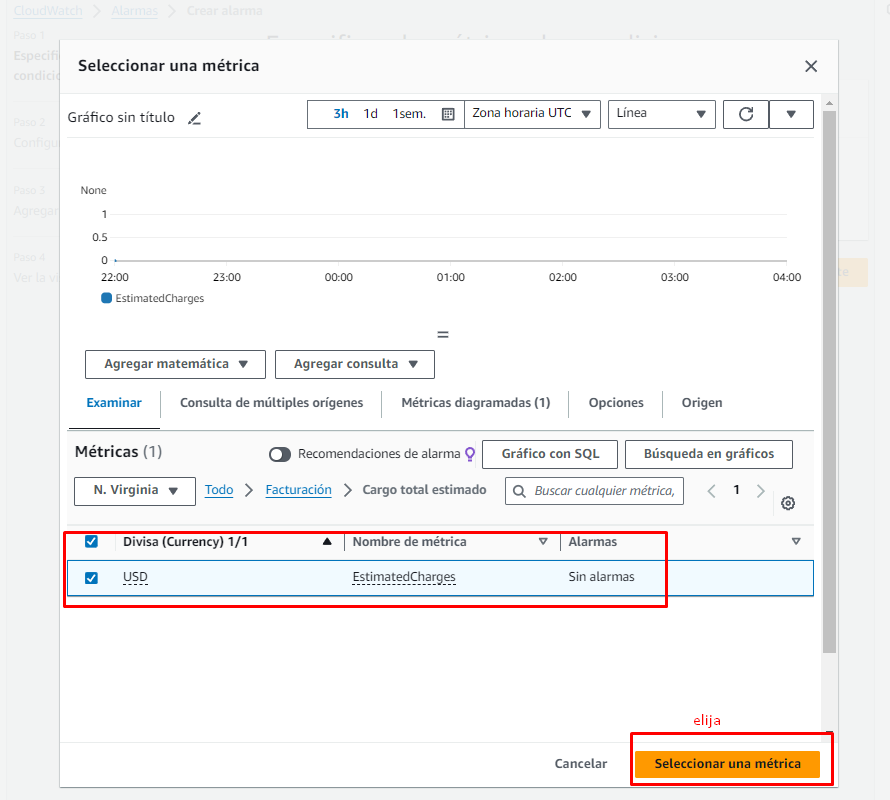 CloudWatch > Alarmas > Crear alarma
Paso 1
Especifi
condicio
Paso 2
Configu
Paso 3
Agregar
Paso 4
Ver la vi
Seleccionar una métrica
Gráfico sin título
3h 1d 1sem. Zona horaria UTC Línea
None
1
0.5
0
22:00 23:00 00:00 01:00 02:00 03:00 04:00
EstimatedCharges
Agregar matemática Agregar consulta
Examinar Consulta de múltiples orígenes Métricas diagramadas (1) Opciones Origen
Métricas (1) Recomendaciones de alarma Gráfico con SQL Búsqueda en gráficos
N. Virginia Todo > Facturación > Cargo total estimado Buscar cualquier métrica, 1
Divisa (Currency) 1/1 Nombre de métrica Alarmas
USD EstimatedCharges Sin alarmas
elija
Cancelar Seleccionar una métrica